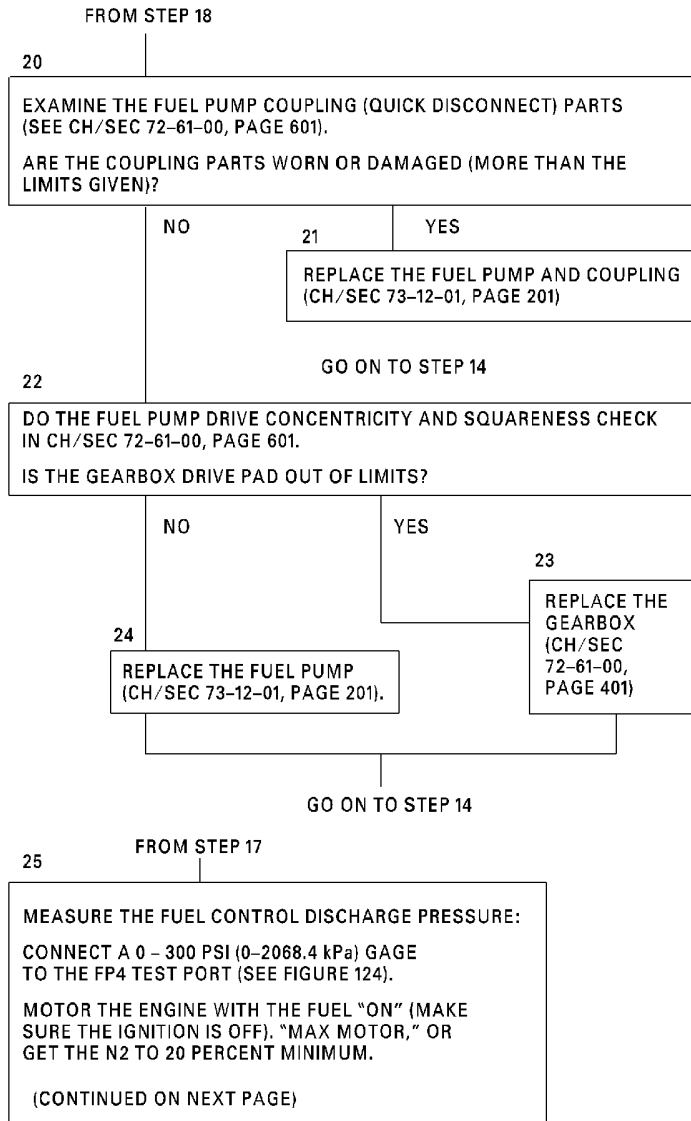 FROM STEP 18
20
EXAMINE THE FUEL PUMP COUPLING (QUICK DISCONNECT) PARTS
(SEE CH/SEC 72–61–00, PAGE 601).
ARE THE COUPLING PARTS WORN OR DAMAGED (MORE THAN THE
LIMITS GIVEN)?
NO
YES
21
REPLACE THE FUEL PUMP AND COUPLING
(CH/SEC 73–12–01, PAGE 201)
GO ON TO STEP 14
22
DO THE FUEL PUMP DRIVE CONCENTRICITY AND SQUARENESS CHECK
IN CH/SEC 72–61–00, PAGE 601.
IS THE GEARBOX DRIVE PAD OUT OF LIMITS?
NO
YES
23
REPLACE THE
GEARBOX
(CH/SEC
72–61–00,
PAGE 401)
24
REPLACE THE FUEL PUMP
(CH/SEC 73–12–01, PAGE 201).
GO ON TO STEP 14
FROM STEP 17
25
MEASURE THE FUEL CONTROL DISCHARGE PRESSURE:
CONNECT A 0 – 300 PSI (0–2068.4 kPa) GAGE
TO THE FP4 TEST PORT (SEE FIGURE 124).
MOTOR THE ENGINE WITH THE FUEL “ON” (MAKE
SURE THE IGNITION IS OFF). “MAX MOTOR,” OR
GET THE N2 TO 20 PERCENT MINIMUM.
(CONTINUED ON NEXT PAGE)